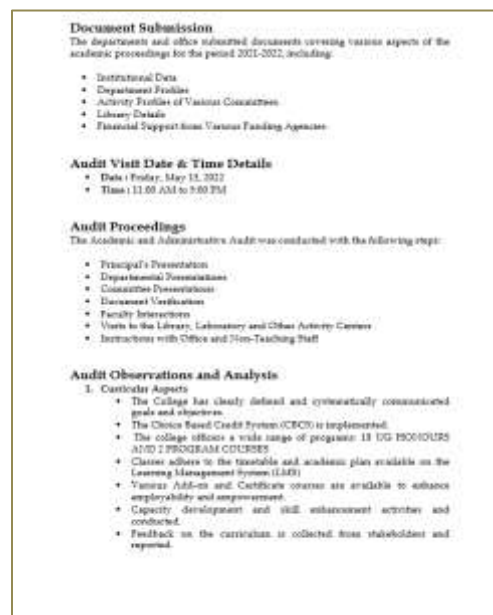 Document Submission
The departments and office submitted documents covering various aspects of the
academic proceedings for the period 2021-2022, including:
• Institutional Data
• Department Profiles
• Activity Profiles of Various Committees
• Library Details
• Financial Support from Various Funding Agencies
Audit Visit Date & Time Details
• Date : Friday, May 13, 2022
• Time : 11:00 AM to 5:00 PM
Audit Proceedings
The Academic and Administrative Audit was conducted with the following steps:
• Principal's Presentation
• Departmental Presentations
• Committee Presentations
• Document Verification
• Faculty Interactions
• Visits to the Library, Laboratory and Other Activity Centers
• Instructions with Office and Non-Teaching Staff
Audit Observations and Analysis
1. Curricular Aspects
• The College has clearly defined and systematically communicated
goals and objectives.
• The Choice Based Credit System (CBCS) is implemented.
• The college officers a wide range of programs: 18 UG HONOURS
AND 2 PROGRAM COURSES
• Classes adhere to the timetable and academic plan available on the
Learning Management System (LMS)
• Various Add-on and Certificate courses are available to enhance
employability and empowerment.
• Capacity development and skill enhancement activities and
conducted.
• Feedback on the curriculum is collected from stakeholders and
reported.